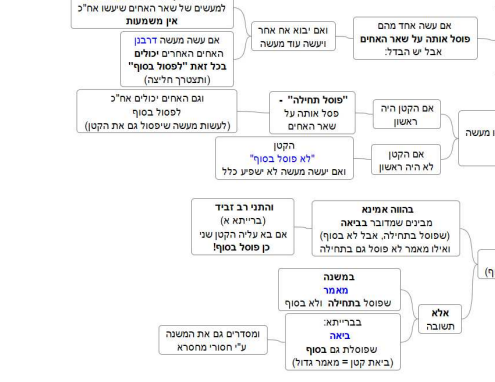 אם עשה אחד מהם
פוסל אותה על שאר האחים
אבל יש הבדל:
ואם יבוא אח אחר
ויעשה עוד מעשה
למעשים של שאר האחים שיעשו אח"כ
אין משמעות
אם עשה מעשה דרבנן
האחים האחרים יכולים
בכל זאת "לפסול בסוף"
(ותצטרך חליצה)
ו מעשה
אם הקטן היה
ראשון
"פוסל תחילה" -
פסל אותה על
שאר האחים
וגם האחים יכולים אח"כ
לפסול בסוף
(לעשות מעשה שיפסול גם את הקטן)
אם הקטן
לא היה ראשון
הקטן
"לא פוסל בסוף"
ואם יעשה מעשה לא ישפיע כלל
ף)
בהווה אמינא
מבינים שמדובר בביאה
(שפוסל בתחילה, אבל לא בסוף)
ואילו מאמר לא פוסל גם בתחילה
והתני רב זביד
(ברייתא א)
אם בא עליה הקטן שני
כן פוסל בסוף!
אלא
תשובה
במשנה
מאמר
שפוסל בתחילה ולא בסוף
בברייתא:
ביאה
שפוסלת גם בסוף
(ביאת קטן = מאמר גדול)
ומסדרים גם את המשנה
ע"י חסורי מחסרא